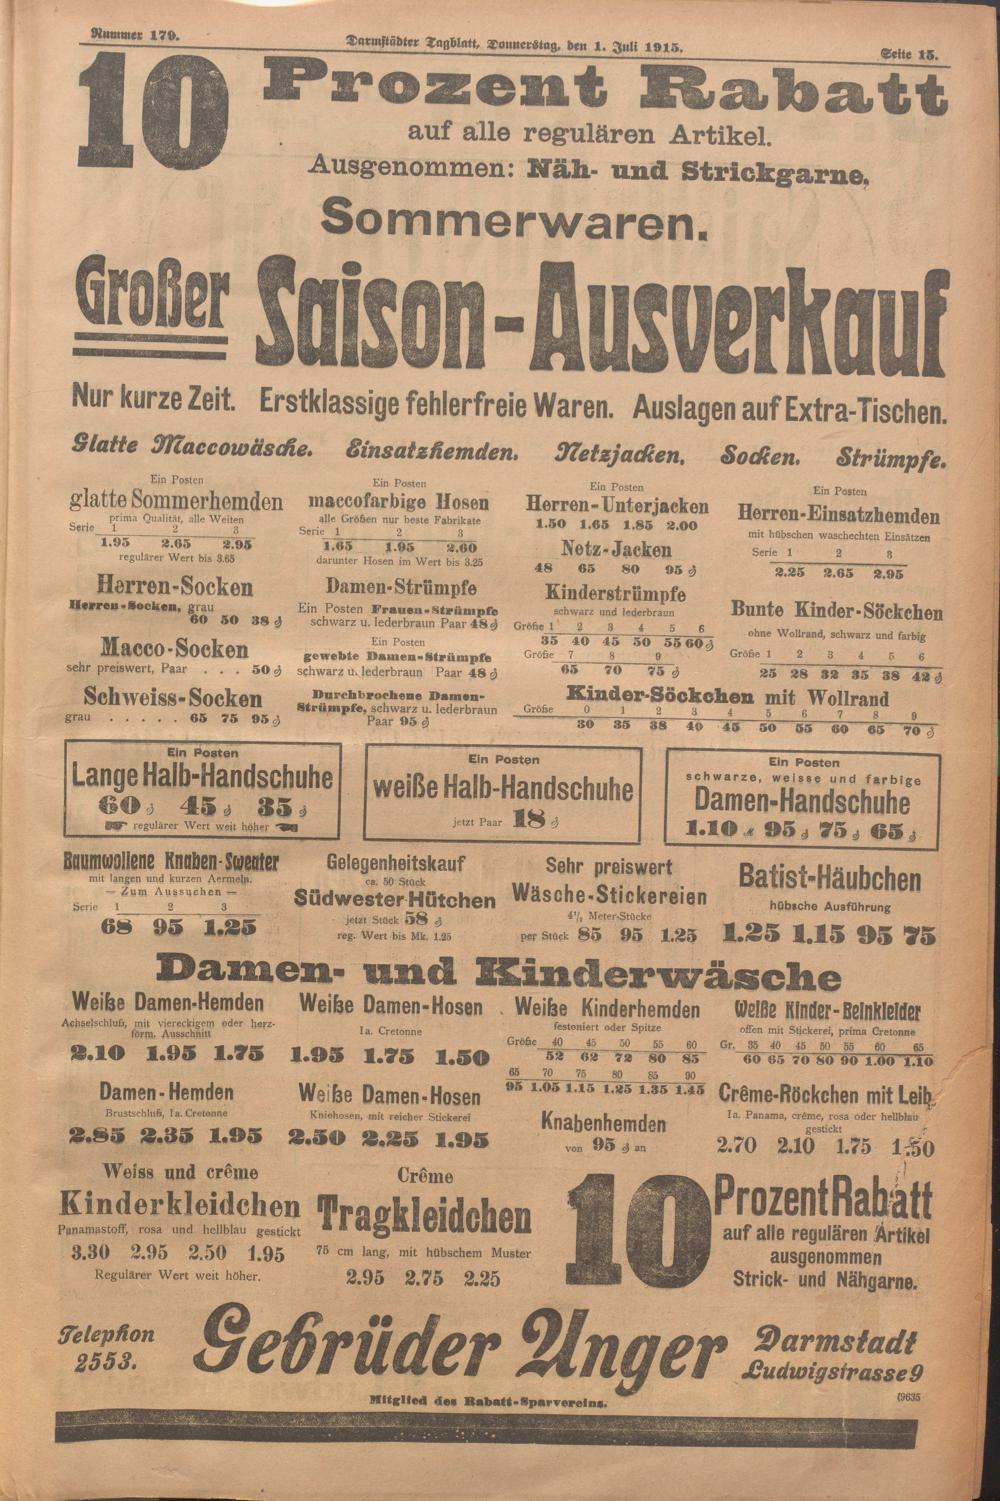 Nummer 179.
Darmstädter Tagblatt, Donnerstag, den 1. Juli 1915.
Seite 15.
10 Prozent Rabatt
auf alle regulären Artikel.
Ausgenommen: Näh- und Strickgarne.
Sommerwaren.
Großer Saison-Ausverkauf
Nur kurze Zeit. Erstklassige fehlerfreie Waren. Auslagen auf Extra-Tischen.
Glatte Maccowäsche. Einsatzhemden. Netzjacken. Socken. Strümpfe.
Ein Posten
glatte Sommerhemden
prima Qualität, alle Weiten
Serie 1 2 3
1.95 2.65 2.95
regulärer Wert bis 3.65
Herren-Socken
Herren-Socken, grau
60 50 38 ₰
Macco-Socken
sehr preiswert, Paar . . . 50 ₰
Schweiss-Socken
grau . . . . . 65 75 95 ₰
Ein Posten
maccofarbige Hosen
alle Größen nur beste Fabrikate
Serie 1 2 3
1.65 1.95 2.60
darunter Hosen im Wert bis 3.25
Damen-Strümpfe
Ein Posten Frauen-Strümpfe
schwarz u. lederbraun Paar 48 ₰
Ein Posten
gewebte Damen-Strümpfe
schwarz u. lederbraun Paar 48 ₰
Durchbrochene Damen-
Strümpfe, schwarz u. lederbraun
Paar 95 ₰
Ein Posten
Herren-Unterjacken
1.50 1.65 1.85 2.00
Netz-Jacken
48 65 80 95 ₰
Kinderstrümpfe
schwarz und lederbraun
Größe 1 2 3 4 5 6
35 40 45 50 55 60 ₰
Größe 7 8 9
65 70 75 ₰
Ein Posten
Herren-Einsatzhemden
mit hübschen waschechten Einsätzen
Serie 1 2 3
2.25 2.65 2.95
Bunte Kinder-Söckchen
ohne Wollrand, schwarz und farbig
Größe 1 2 3 4 5 6
25 28 32 35 38 42 ₰
Kinder-Söckchen mit Wollrand
Größe 0 1 2 3 4 5 6 7 8 9
30 35 38 40 45 50 55 60 65 70 ₰
Ein Posten
Lange Halb-Handschuhe
60 ₰ 45 ₰ 35 ₰
☞ regulärer Wert weit höher ☜
Ein Posten
weiße Halb-Handschuhe
jetzt Paar 18 ₰
Ein Posten
schwarze, weisse und farbige
Damen-Handschuhe
1.10 ℳ 95 ₰ 75 ₰ 65 ₰
Baumwollene Knaben-Sweater
mit langen und kurzen Aermeln.
— Zum Aussuchen —
Serie 1 2 3
68 95 1.25
Gelegenheitskauf
ca. 50 Stück
Südwester-Hütchen
jetzt Stück 58 ₰
reg. Wert bis Mk. 1.25
Sehr preiswert
Wäsche-Stickereien
4½ Meter-Stücke
per Stück 85 95 1.25
Batist-Häubchen
hübsche Ausführung
1.25 1.15 95 75
Damen- und Kinderwäsche
Weiße Damen-Hemden
Achselschluß, mit viereckigem oder herz-
förm. Ausschnitt
2.10 1.95 1.75
Damen-Hemden
Brustschluß, Ia. Cretonne
2.85 2.35 1.95
Weiße Damen-Hosen
Ia. Cretonne
1.95 1.75 1.50
Weiße Damen-Hosen
Kniehosen, mit reicher Stickerei
2.50 2.25 1.95
Weiße Kinderhemden
festoniert oder Spitze
Größe 40 45 50 55 60
52 62 72 80 85
65 70 75 80 85 90
95 1.05 1.15 1.25 1.35 1.45
Knabenhemden
von 95 ₰ an
Weiße Kinder-Beinkleider
offen mit Stickerei, prima Cretonne
Gr. 35 40 45 50 55 60 65
60 65 70 80 90 1.00 1.10
Crême-Röckchen mit Leib
Ia. Panama, crême, rosa oder hellblau
gestickt
2.70 2.10 1.75 1.50
Weiss und crême
Kinderkleidchen
Panamastoff, rosa und hellblau gestickt
3.30 2.95 2.50 1.95
Regulärer Wert weit höher.
Crême
Tragkleidchen
75 cm lang, mit hübschem Muster
2.95 2.75 2.25
10 Prozent Rabatt
auf alle regulären Artikel
ausgenommen
Strick- und Nähgarne.
Telephon
2553.
Gebrüder Unger
Darmstadt
Ludwigstrasse 9
Mitglied des Rabatt-Sparvereins.
(9635